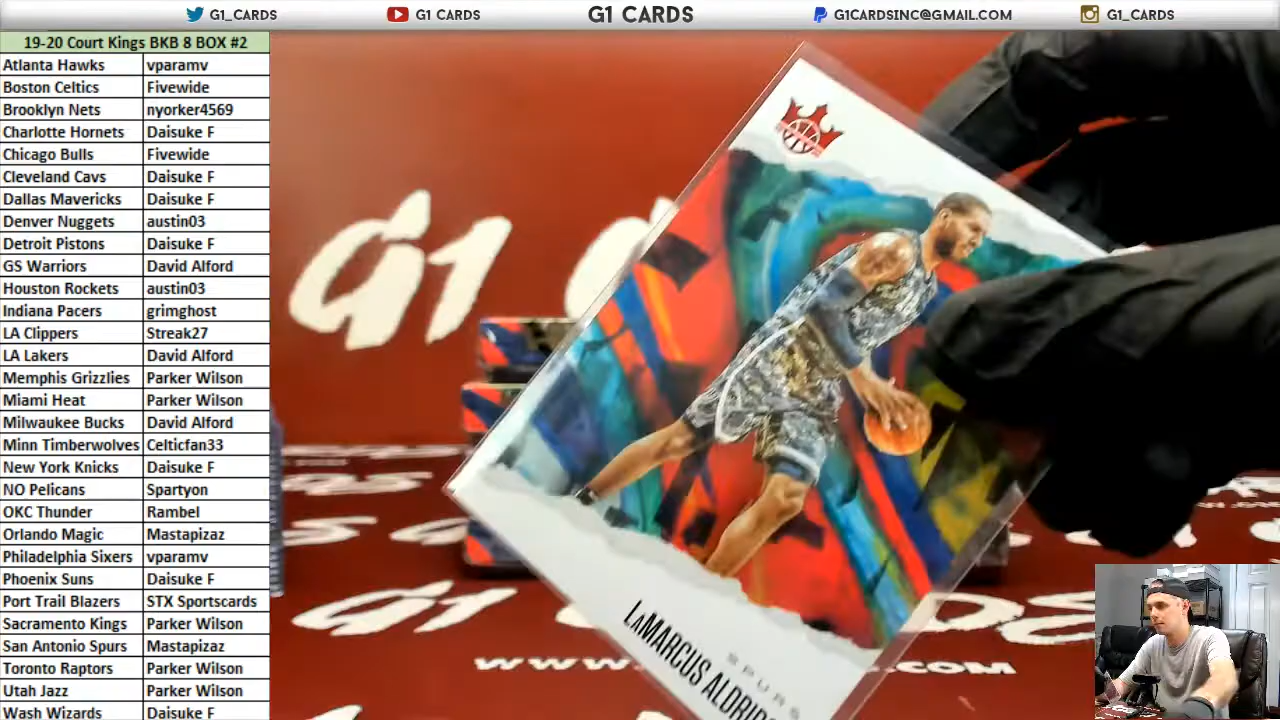 G1_CARDS
G1 CARDS
G1 CARDS
G1CARDSINC@GMAIL.COM
G1_CARDS
19-20 Court Kings BKB 8 BOX #2
Atlanta Hawks vparamv
Boston Celtics Fivewide
Brooklyn Nets nyorker4569
Charlotte Hornets Daisuke F
Chicago Bulls Fivewide
Cleveland Cavs Daisuke F
Dallas Mavericks Daisuke F
Denver Nuggets austin03
Detroit Pistons Daisuke F
GS Warriors David Alford
Houston Rockets austin03
Indiana Pacers grimghost
LA Clippers Streak27
LA Lakers David Alford
Memphis Grizzlies Parker Wilson
Miami Heat Parker Wilson
Milwaukee Bucks David Alford
Minn Timberwolves Celticfan33
New York Knicks Daisuke F
NO Pelicans Spartyon
OKC Thunder Rambel
Orlando Magic Mastapizaz
Philadelphia Sixers vparamv
Phoenix Suns Daisuke F
Port Trail Blazers STX Sportscards
Sacramento Kings Parker Wilson
San Antonio Spurs Mastapizaz
Toronto Raptors Parker Wilson
Utah Jazz Parker Wilson
Wash Wizards Daisuke F
G1
G1
www
.COM
SPURS
LaMARCUS